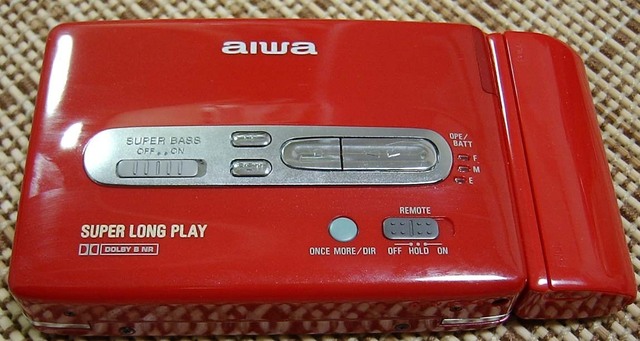 aiwa
SUPER BASS
OFF ON
OPE/
BATT
F
M
E
SUPER LONG PLAY
DOLBY B NR
REMOTE
ONCE MORE/DIR
OFF HOLD ON